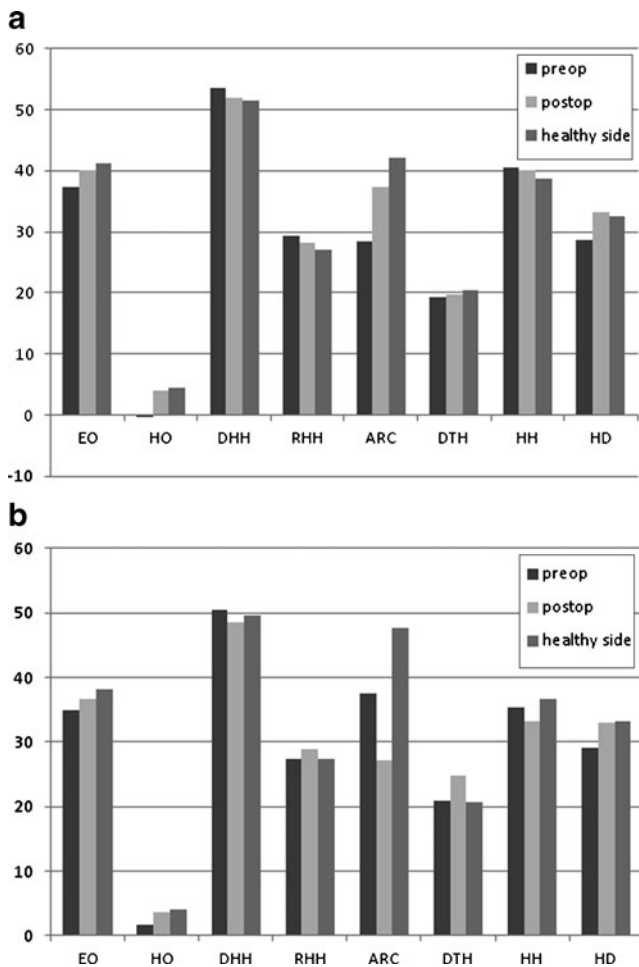 a
60
50
40
30
20
10
0
-10
preop
postop
healthy side
EO HO DHH RHH ARC DTH HH HD
b
60
50
40
30
20
10
0
preop
postop
healthy side
EO HO DHH RHH ARC DTH HH HD